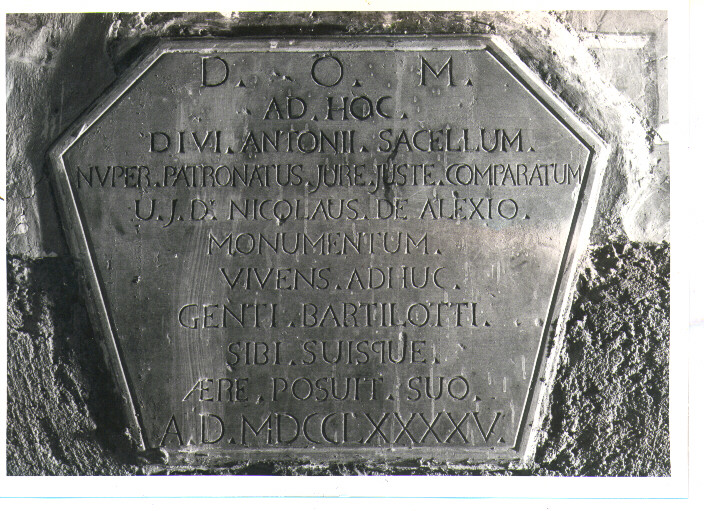 D. O. M.
AD. HOC.
DIVI. ANTONII. SACELLUM.
NVPER. PATRONATUS. JURE. JUSTE. COMPARATUM
U. J. D. NICOLAUS. DE ALEXIO.
MONUMENTUM.
VIVENS. ADHUC.
GENTI. BARTILOTTI.
SIBI. SUISQUE.
ÆRE. POSUIT. SUO.
A. D. MDCCLXXXXV.